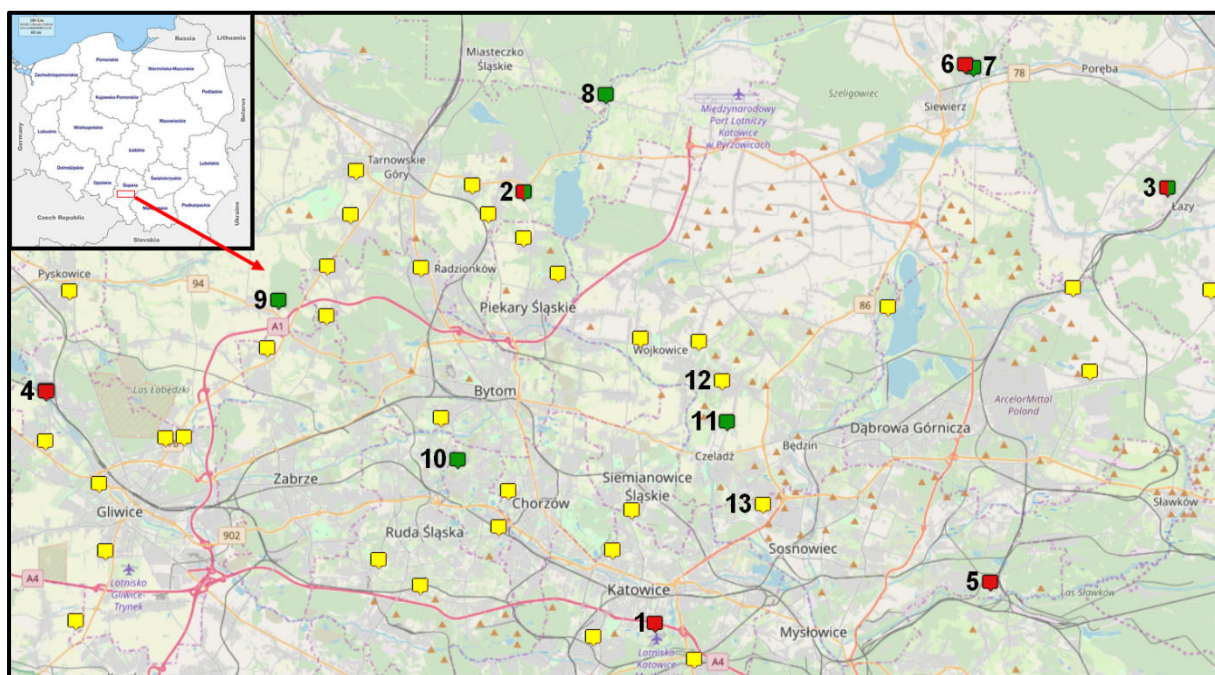 Russia
Lithuania
Pomorskie
Zachodniopomorskie
Warmińsko-Mazurskie
Podlaskie
Kujawsko-Pomorskie
Belarus
Mazowieckie
Lubuskie
Wielkopolskie
Germany
Łódzkie
Dolnośląskie
Lubelskie
Opolskie
Śląskie
Świętokrzyskie
Podkarpackie
Ukraine
Czech Republic
Slovakia
Miasteczko
Śląskie
8
Międzynarodowy
Port Lotniczy
Katowice
w Pyrzowicach
Szeligowiec
6
7
78
Poręba
Siewierz
Tarnowskie
Góry
2
3
Łazy
Pyskowice
94
Radzionków
9
A1
Piekary Śląskie
86
4
Las Łabędzki
Wojkowice
12
ArcelorMittal
Poland
Bytom
11
Dąbrowa Górnicza
Czeladź
Będzin
10
Zabrze
Siemianowice
Śląskie
Chorzów
13
Sławków
Gliwice
902
Ruda Śląska
Sosnowiec
A4
Lotnisko
Gliwice-
Trynek
Katowice
5
Las Sławków
1
Mysłowice
Lotnisko
Katowice
A4